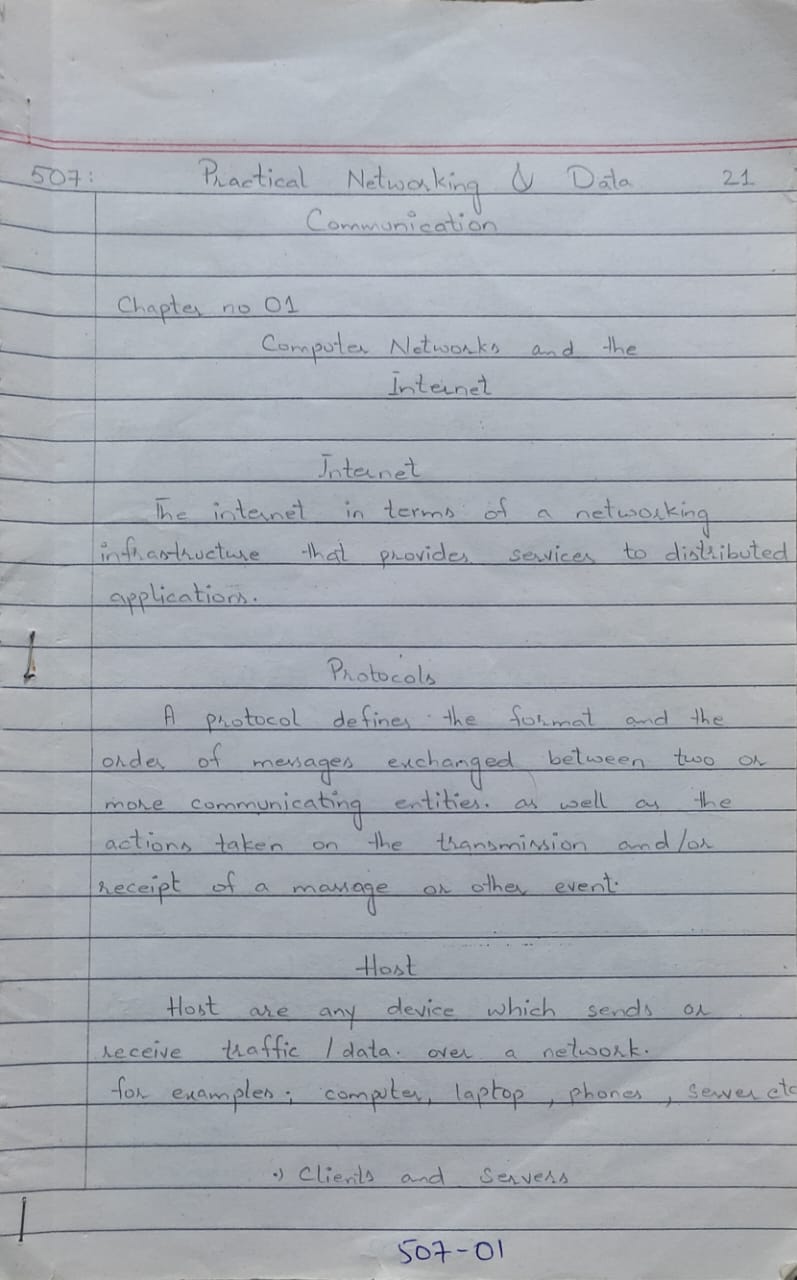 507: Practical Networking & Data 21
Communication
Chapter no 01
Computer Networks and the
Internet
Internet
The internet in terms of a networking
infrastructure that provides services to distributed
applications.
Protocols
A protocol defines the format and the
order of messages exchanged between two or
more communicating entities. as well as the
actions taken on the transmission and/or
receipt of a massage or other event.
Host
Host are any device which sends or
receive traffic / data. over a network.
for examples; computer, laptop, phones, server etc
•) Clients and Servers
507-01